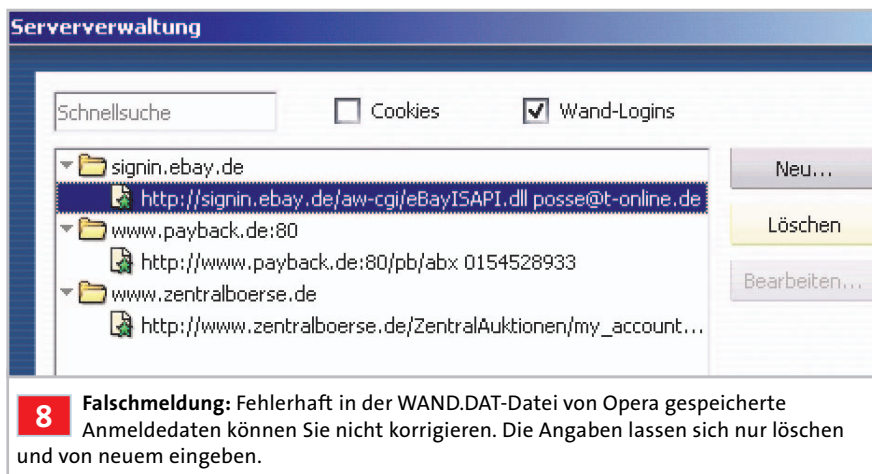 Serververwaltung
Schnellsuche
Cookies
Wand-Logins
signin.ebay.de
http://signin.ebay.de/aw-cgi/eBayISAPI.dll posse@t-online.de
www.payback.de:80
http://www.payback.de:80/pb/abx 0154528933
www.zentralboerse.de
http://www.zentralboerse.de/ZentralAuktionen/my_account...
Neu...
Löschen
Bearbeiten...
8 Falschmeldung: Fehlerhaft in der WAND.DAT-Datei von Opera gespeicherte
Anmeldedaten können Sie nicht korrigieren. Die Angaben lassen sich nur löschen
und von neuem eingeben.